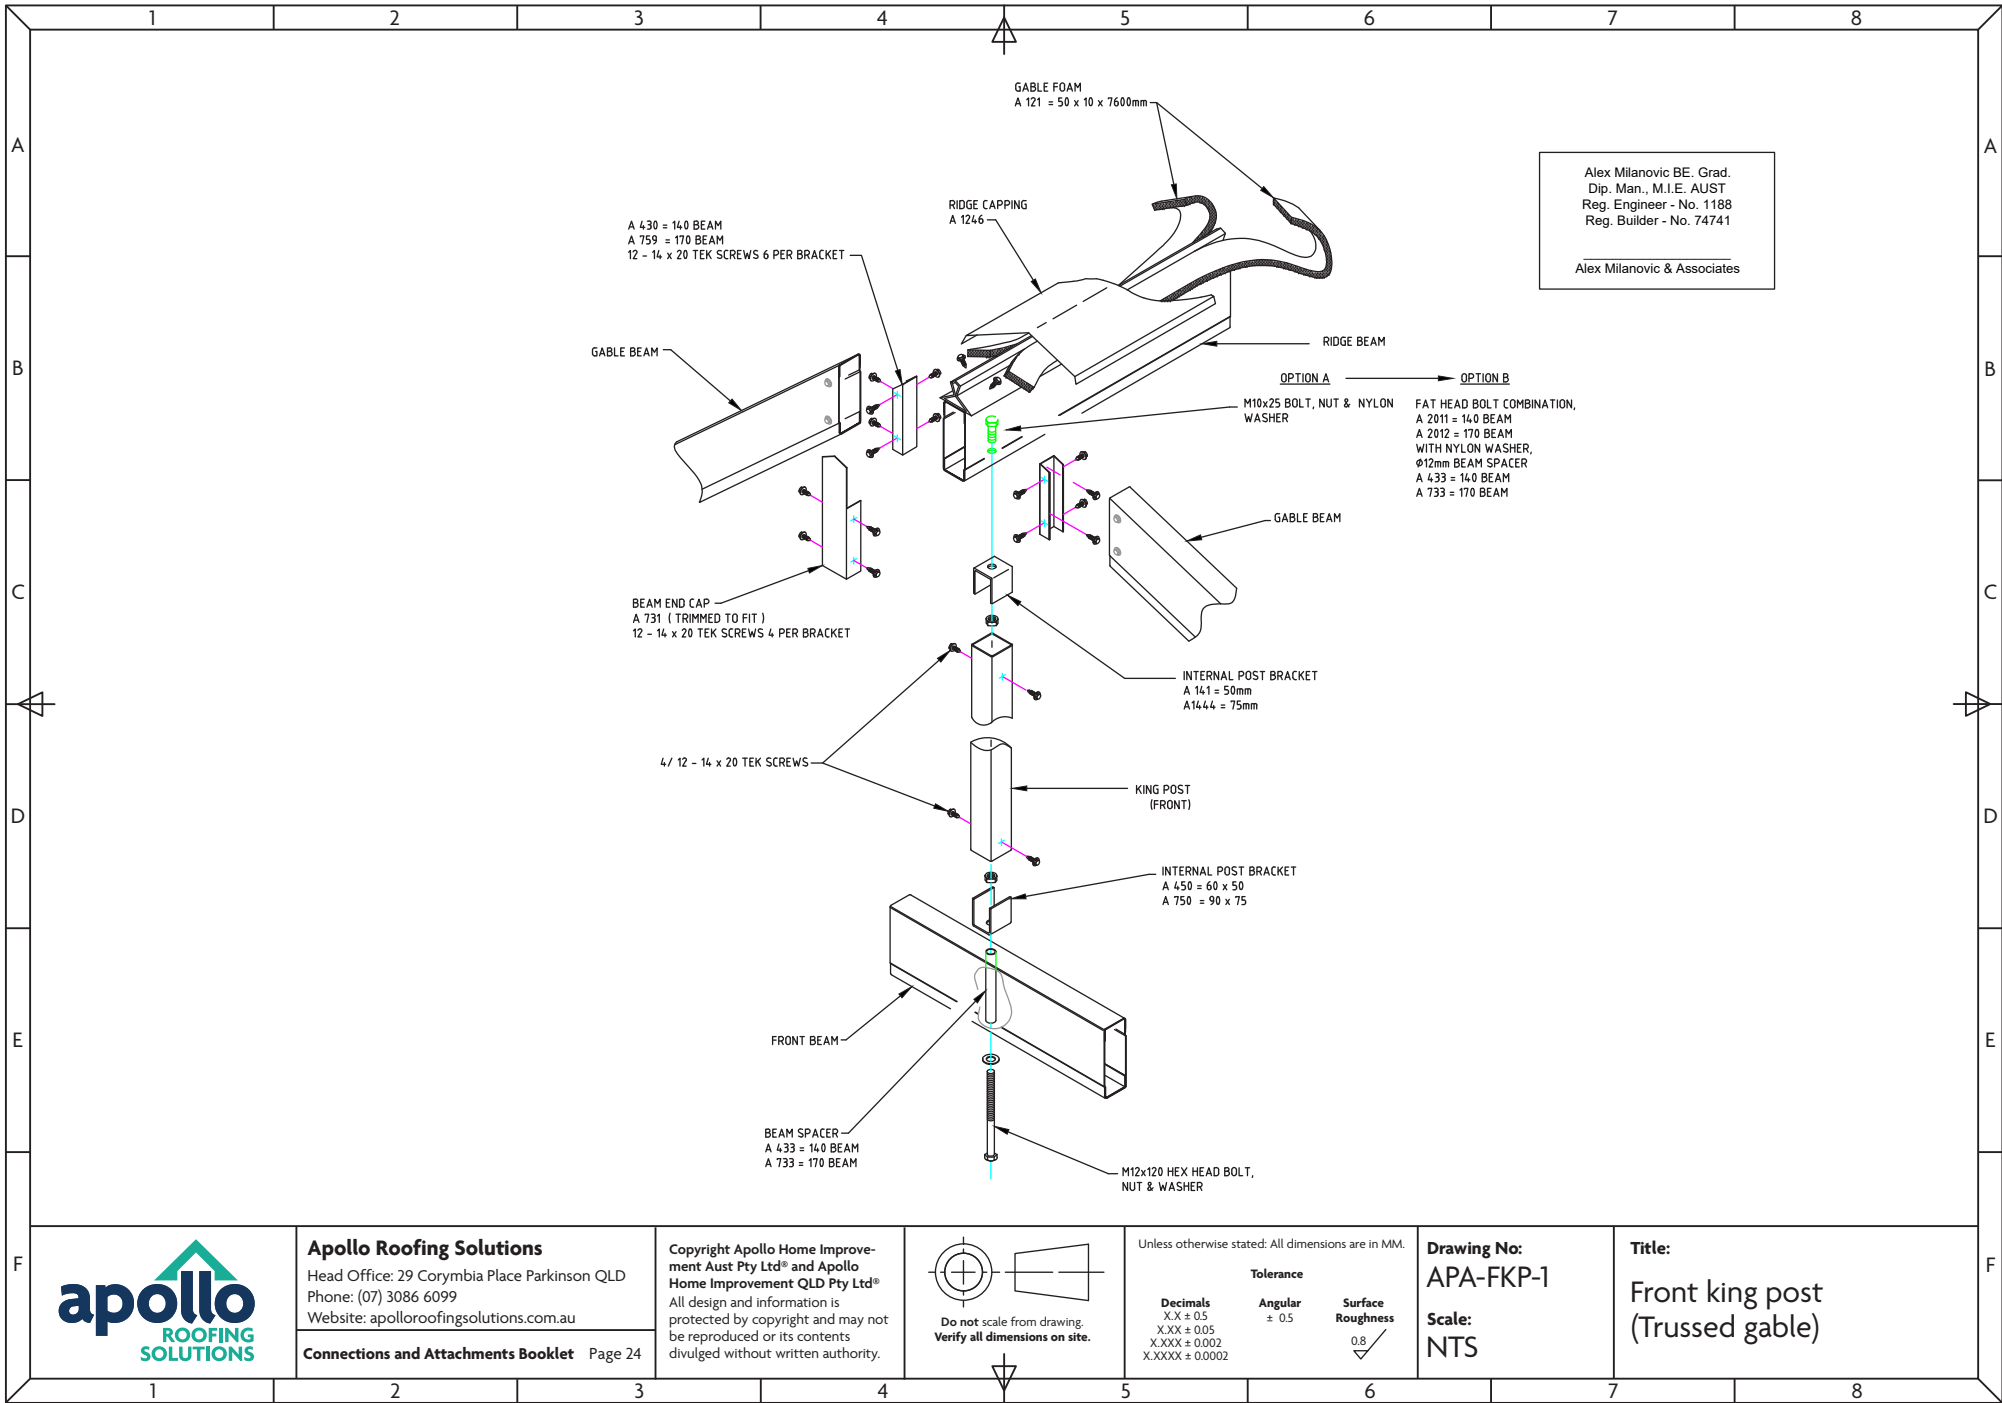 1 2 3 4 5 6 7 8
A A
B B
C C
D D
E E
F F
GABLE FOAM
A 121 = 50 x 10 x 7600mm
Alex Milanovic BE. Grad.
Dip. Man., M.I.E. AUST
Reg. Engineer - No. 1188
Reg. Builder - No. 74741
Alex Milanovic & Associates
RIDGE CAPPING
A 1246
A 430 = 140 BEAM
A 759 = 170 BEAM
12 - 14 x 20 TEK SCREWS 6 PER BRACKET
GABLE BEAM
RIDGE BEAM
OPTION A
OPTION B
M10x25 BOLT, NUT & NYLON
WASHER
FAT HEAD BOLT COMBINATION,
A 2011 = 140 BEAM
A 2012 = 170 BEAM
WITH NYLON WASHER,
Ø12mm BEAM SPACER
A 433 = 140 BEAM
A 733 = 170 BEAM
GABLE BEAM
BEAM END CAP
A 731 ( TRIMMED TO FIT )
12 - 14 x 20 TEK SCREWS 4 PER BRACKET
INTERNAL POST BRACKET
A 141 = 50mm
A1444 = 75mm
4/ 12 - 14 x 20 TEK SCREWS
KING POST
(FRONT)
INTERNAL POST BRACKET
A 450 = 60 x 50
A 750 = 90 x 75
FRONT BEAM
BEAM SPACER
A 433 = 140 BEAM
A 733 = 170 BEAM
M12x120 HEX HEAD BOLT,
NUT & WASHER
apollo
ROOFING
SOLUTIONS
Apollo Roofing Solutions
Head Office: 29 Corymbia Place Parkinson QLD
Phone: (07) 3086 6099
Website: apolloroofingsolutions.com.au
Connections and Attachments Booklet Page 24
Copyright Apollo Home Improve-
ment Aust Pty Ltd® and Apollo
Home Improvement QLD Pty Ltd®
All design and information is
protected by copyright and may not
be reproduced or its contents
divulged without written authority.
Do not scale from drawing.
Verify all dimensions on site.
Unless otherwise stated: All dimensions are in MM.
Tolerance
Decimals
X.X ± 0.5
X.XX ± 0.05
X.XXX ± 0.002
X.XXXX ± 0.0002
Angular
± 0.5
Surface
Roughness
0.8
Drawing No:
APA-FKP-1
Scale:
NTS
Title:
Front king post
(Trussed gable)
1 2 3 4 5 6 7 8